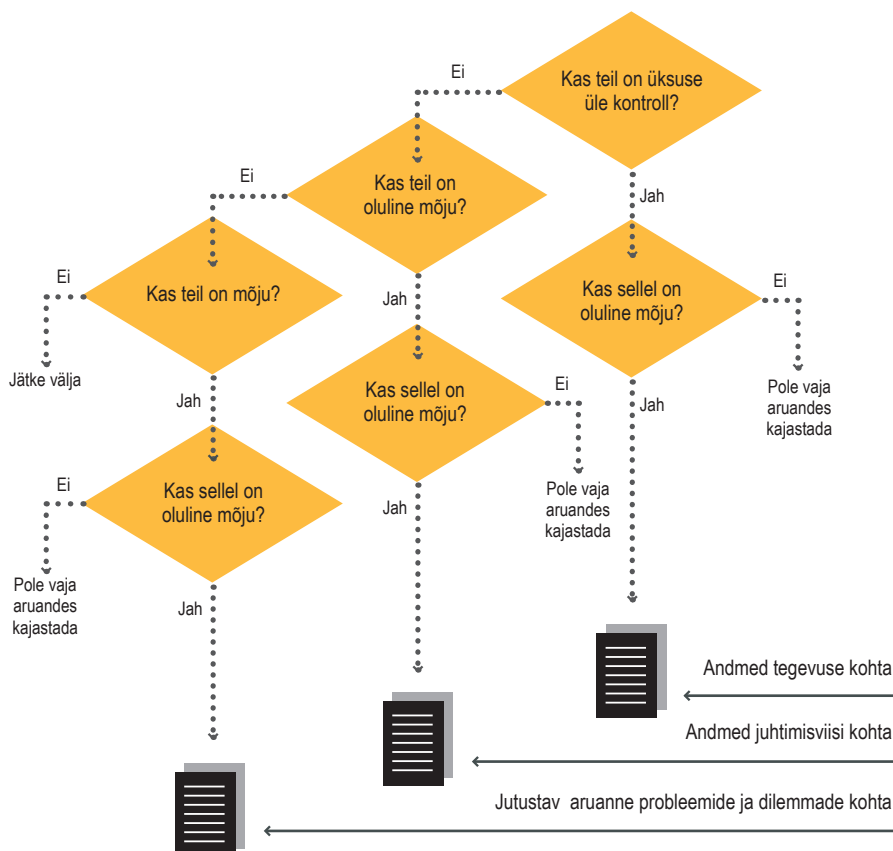 Kas teil on üksuse
üle kontroll?
Ei
Jah
Kas teil on
oluline mõju?
Ei
Jah
Kas teil on mõju?
Ei
Jätke välja
Jah
Kas sellel on
oluline mõju?
Ei
Pole vaja
aruandes
kajastada
Jah
Kas sellel on
oluline mõju?
Ei
Pole vaja
aruandes
kajastada
Jah
Kas sellel on
oluline mõju?
Ei
Pole vaja
aruandes
kajastada
Jah
Andmed tegevuse kohta
Andmed juhtimisviisi kohta
Jutustav aruanne probleemide ja dilemmade kohta